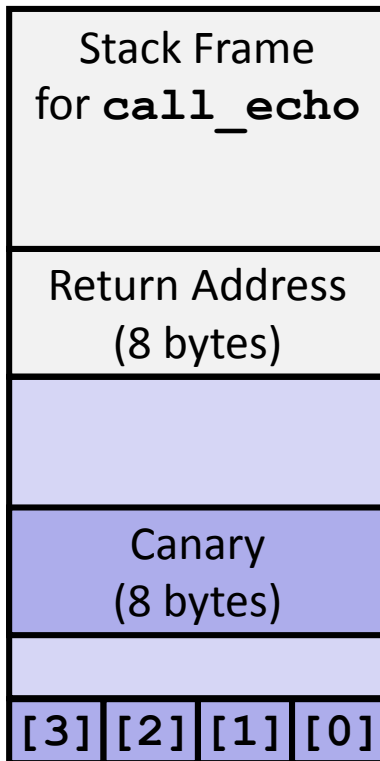 Stack Frame
for call_echo
Return Address
(8 bytes)
Canary
(8 bytes)
[3] [2] [1] [0]